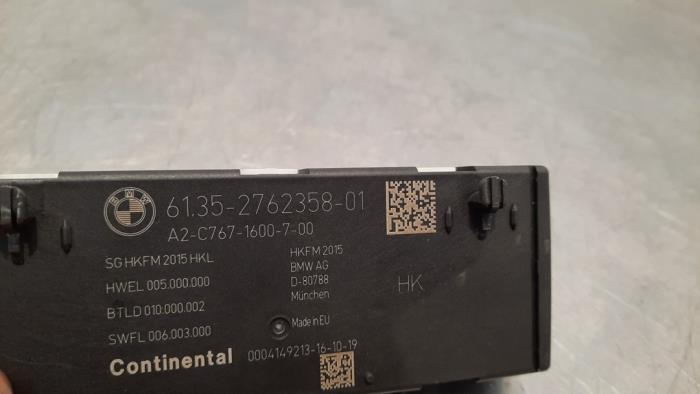 BMW
61.35-2762358-01
A2-C767-1600-7-00
SG HKFM 2015 HKL
HWEL 005.000.000
BTLD 010.000.002
SWFL 006.003.000
HKFM 2015
BMW AG
D-80788
München
Made in EU
HK
Continental
0004149213-16-10-19